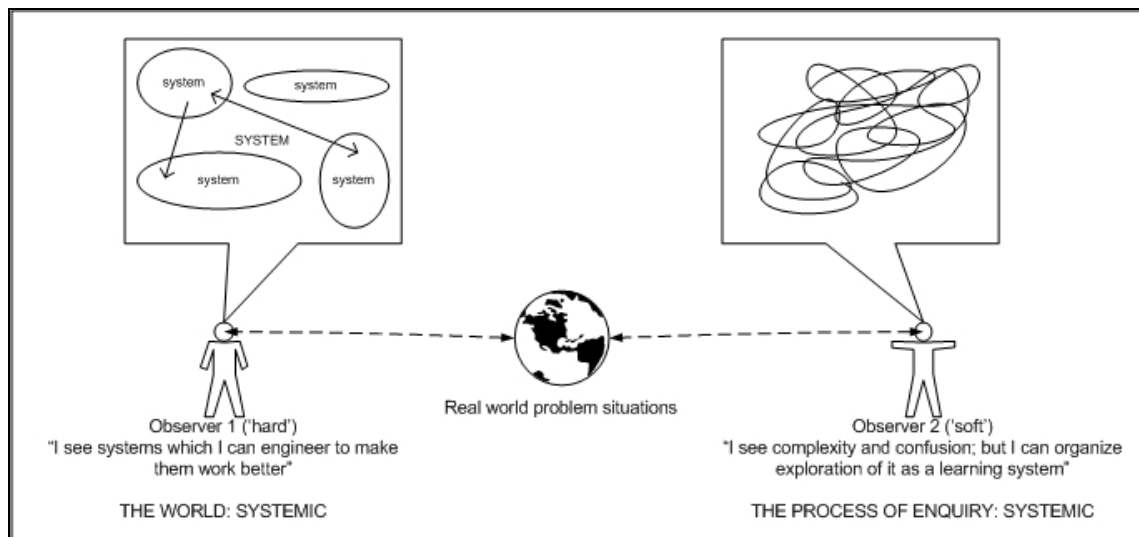 system
system
SYSTEM
system
system
Real world problem situations
Observer 1 (‘hard’)
“I see systems which I can engineer to make
them work better”
THE WORLD: SYSTEMIC
Observer 2 (‘soft’)
“I see complexity and confusion; but I can organize
exploration of it as a learning system”
THE PROCESS OF ENQUIRY: SYSTEMIC